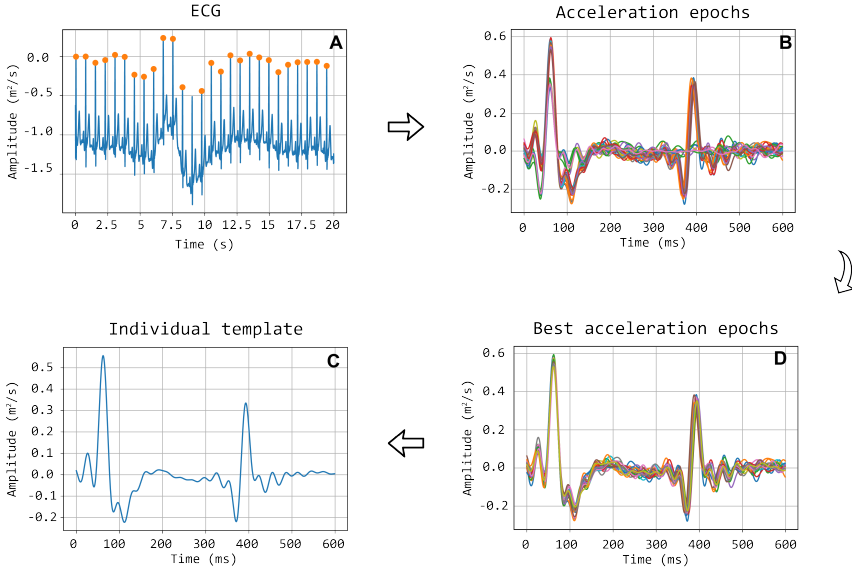 ECG
A
Amplitude (m²/s)
0.0
-0.5
-1.0
-1.5
0 2.5 5 7.5 10 12.5 15 17.5 20
Time (s)
Acceleration epochs
B
Amplitude (m²/s)
0.6
0.4
0.2
0.0
-0.2
0 100 200 300 400 500 600
Time (ms)
Individual template
C
Amplitude (m²/s)
0.5
0.4
0.3
0.2
0.1
0.0
-0.1
-0.2
0 100 200 300 400 500 600
Time (ms)
Best acceleration epochs
D
Amplitude (m²/s)
0.6
0.4
0.2
0.0
-0.2
0 100 200 300 400 500 600
Time (ms)